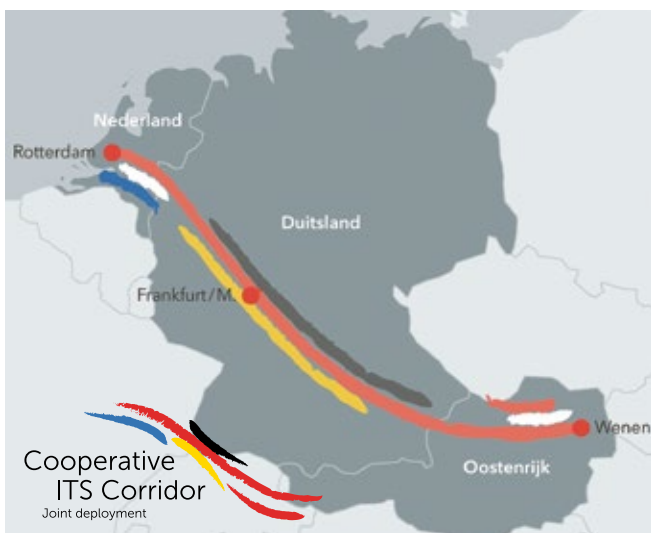 Nederland
Rotterdam
Duitsland
Frankfurt/M.
Wenen
Oostenrijk
Cooperative
ITS Corridor
Joint deployment